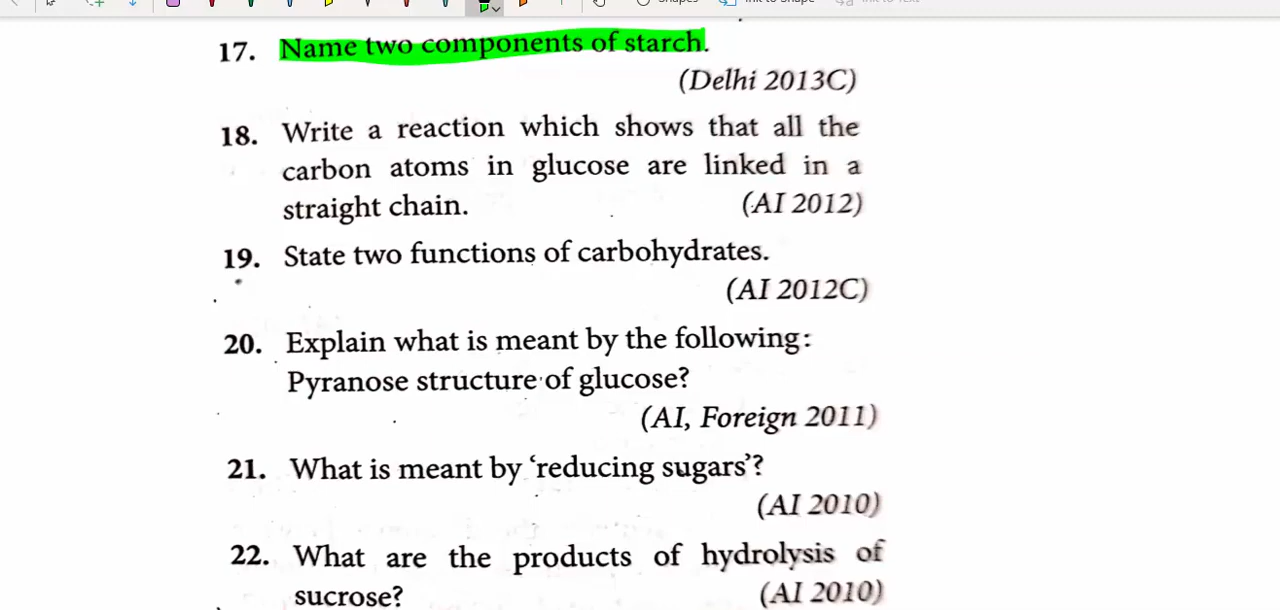 17. Name two components of starch.
(Delhi 2013C)
18. Write a reaction which shows that all the
carbon atoms in glucose are linked in a
straight chain. (AI 2012)
19. State two functions of carbohydrates.
(AI 2012C)
20. Explain what is meant by the following:
Pyranose structure of glucose?
(AI, Foreign 2011)
21. What is meant by ‘reducing sugars’?
(AI 2010)
22. What are the products of hydrolysis of
sucrose? (AI 2010)